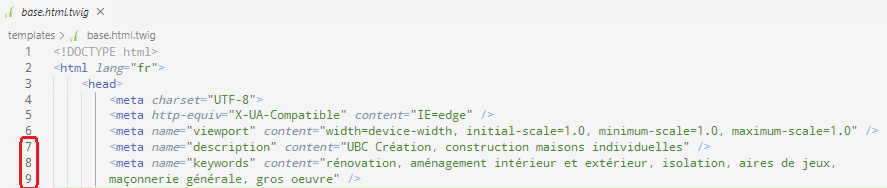 base.html.twig ×
templates > base.html.twig
1 <!DOCTYPE html>
2 <html lang="fr">
3 <head>
4 <meta charset="UTF-8">
5 <meta http-equiv="X-UA-Compatible" content="IE=edge" />
6 <meta name="viewport" content="width=device-width, initial-scale=1.0, minimum-scale=1.0, maximum-scale=1.0" />
7 <meta name="description" content="UBC Création, construction maisons individuelles" />
8 <meta name="keywords" content="rénovation, aménagement intérieur et extérieur, isolation, aires de jeux,
9 maçonnerie générale, gros oeuvre" />